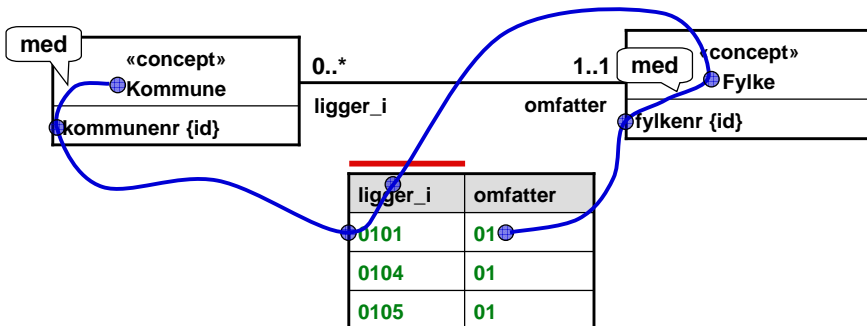 med
«concept»
Kommune
kommunenr {id}
0..*
1..1
ligger_i
omfatter
med
«concept»
Fylke
fylkenr {id}
ligger_i omfatter
0101 01
0104 01
0105 01